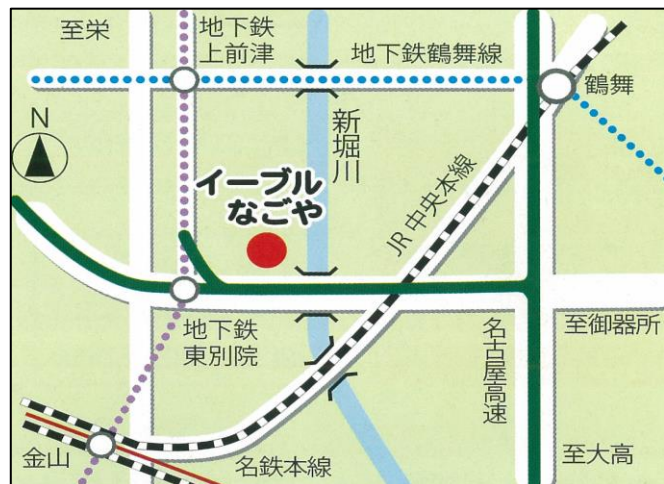 至栄
地下鉄
上前津
地下鉄鶴舞線
鶴舞
N
新堀川
イーブル
なごや
JR中央本線
地下鉄
東別院
名古屋高速
至御器所
金山
名鉄本線
至大高